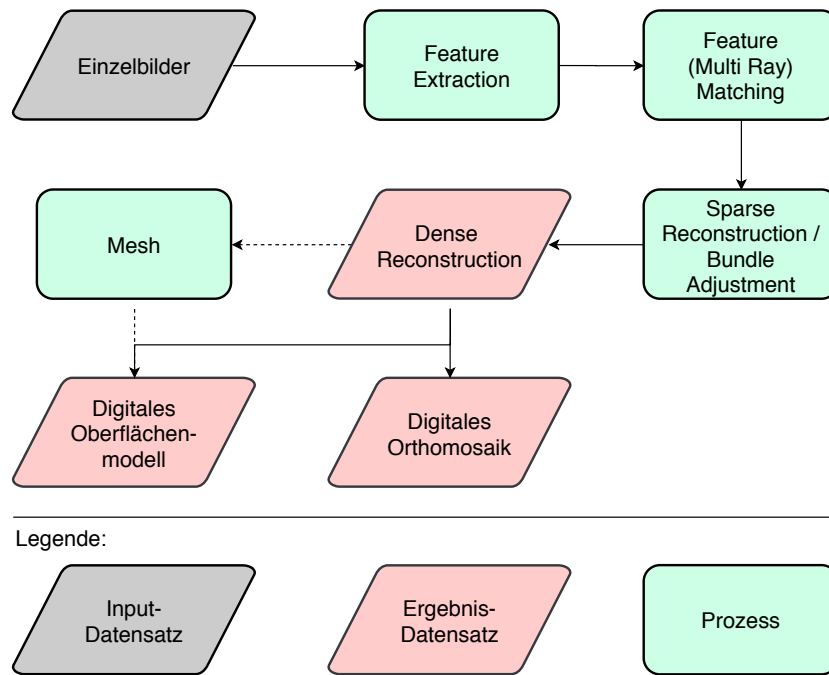 Einzelbilder
Feature
Extraction
Feature
(Multi Ray)
Matching
Mesh
Dense
Reconstruction
Sparse
Reconstruction /
Bundle
Adjustment
Digitales
Oberflächen-
modell
Digitales
Orthomosaik
Legende:
Input-
Datensatz
Ergebnis-
Datensatz
Prozess